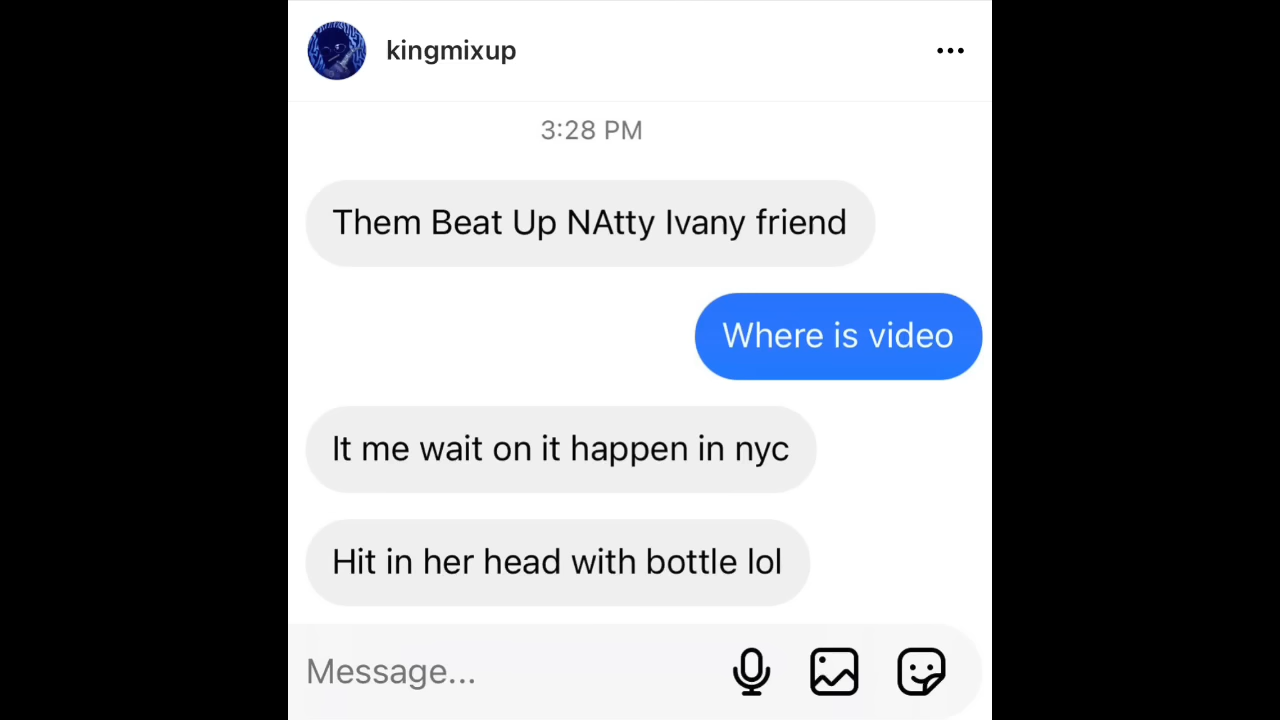 kingmixup
3:28 PM
Them Beat Up NAtty Ivany friend
Where is video
It me wait on it happen in nyc
Hit in her head with bottle lol
Message...